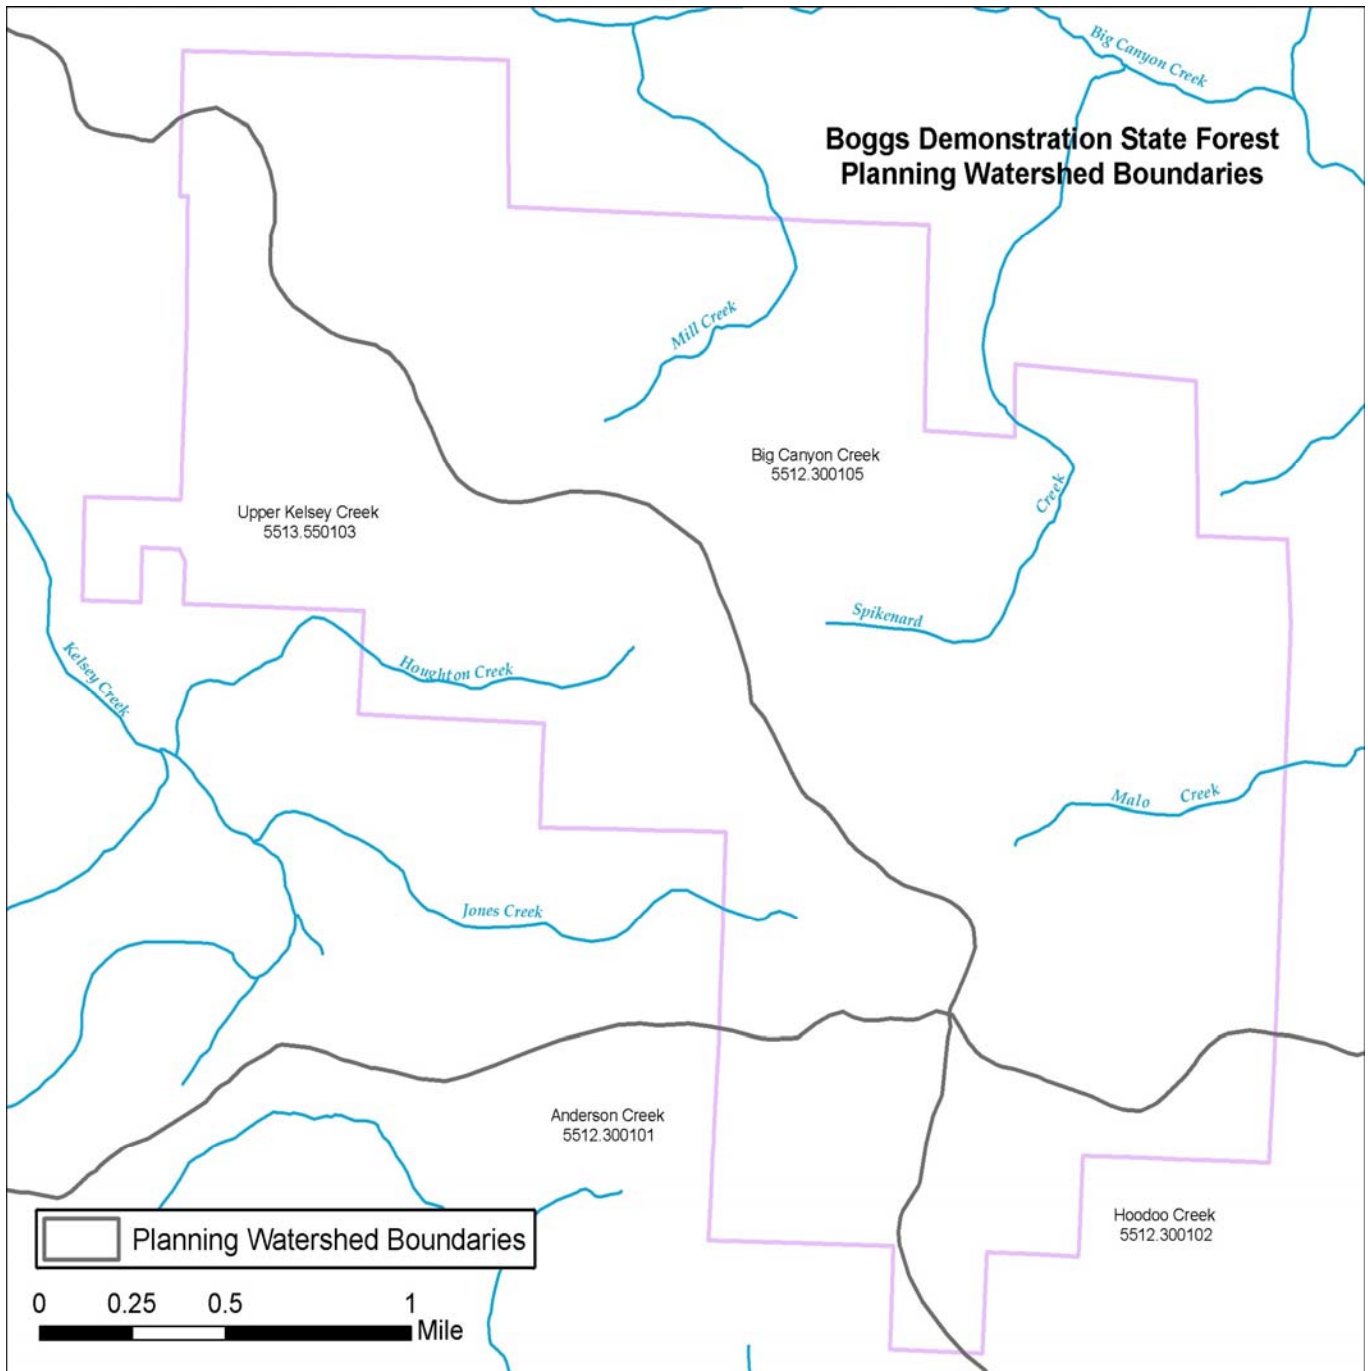 Big Canyon Creek
Boggs Demonstration State Forest
Planning Watershed Boundaries
Mill Creek
Big Canyon Creek
5512.300105
Creek
Upper Kelsey Creek
5513.550103
Spikenard
Kelsey Creek
Houghton Creek
Malo Creek
Jones Creek
Anderson Creek
5512.300101
Hoodoo Creek
5512.300102
Planning Watershed Boundaries
0 0.25 0.5 1
Mile